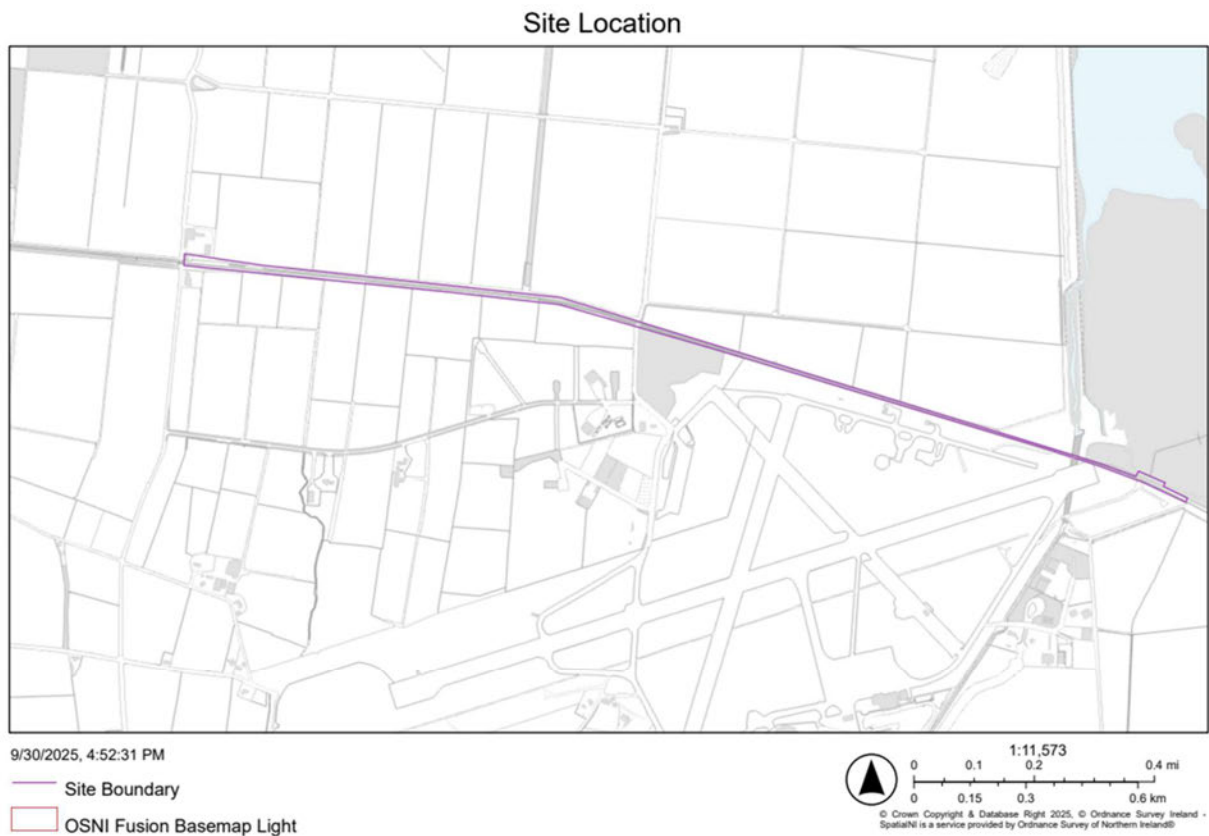 Site Location
9/30/2025, 4:52:31 PM
Site Boundary
OSNI Fusion Basemap Light
1:11,573
0 0.1 0.2 0.4 mi
0 0.15 0.3 0.6 km
© Crown Copyright & Database Right 2025, © Ordnance Survey Ireland -
SpatialNI is a service provided by Ordnance Survey of Northern Ireland®